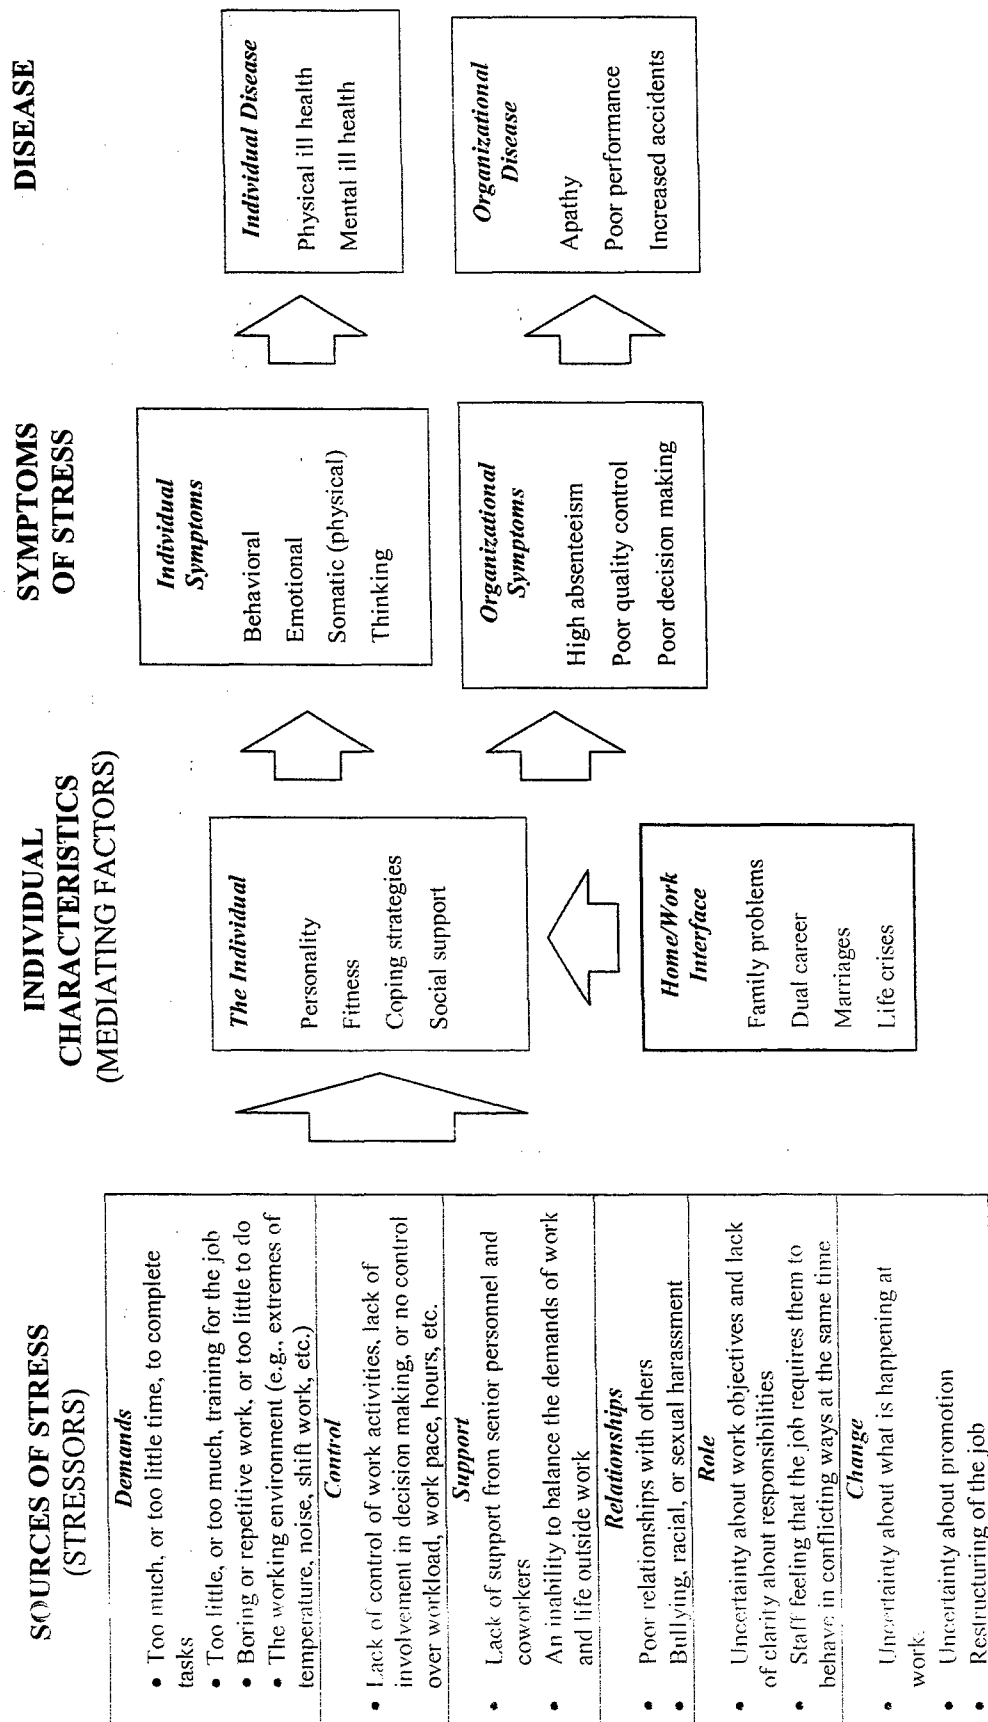 SOURCES OF STRESS
(STRESSORS)
Demands
• Too much, or too little time, to complete
tasks
• Too little, or too much, training for the job
• Boring or repetitive work, or too little to do
• The working environment (e.g., extremes of
temperature, noise, shift work, etc.)
Control
• Lack of control of work activities, lack of
involvement in decision making, or no control
over workload, work pace, hours, etc.
Support
• Lack of support from senior personnel and
coworkers
• An inability to balance the demands of work
and life outside work
Relationships
• Poor relationships with others
• Bullying, racial, or sexual harassment
Role
• Uncertainty about work objectives and lack
of clarity about responsibilities
• Staff feeling that the job requires them to
behave in conflicting ways at the same time
Change
• Uncertainty about what is happening at
work.
• Uncertainty about promotion
• Restructuring of the job
INDIVIDUAL
CHARACTERISTICS
(MEDIATING FACTORS)
The Individual
Personality
Fitness
Coping strategies
Social support
Home/Work
Interface
Family problems
Dual career
Marriages
Life crises
SYMPTOMS
OF STRESS
Individual
Symptoms
Behavioral
Emotional
Somatic (physical)
Thinking
Organizational
Symptoms
High absenteeism
Poor quality control
Poor decision making
DISEASE
Individual Disease
Physical ill health
Mental ill health
Organizational
Disease
Apathy
Poor performance
Increased accidents